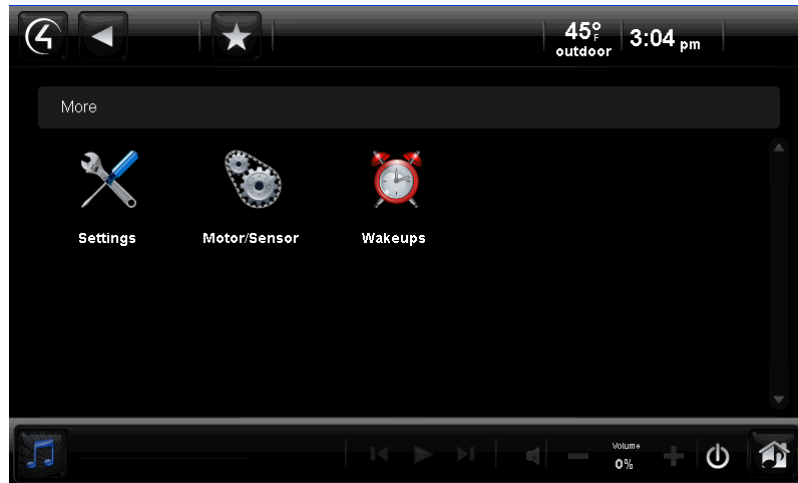 45°F 3:04 pm
outdoor
More
Settings Motor/Sensor Wakeups
Volume
0%